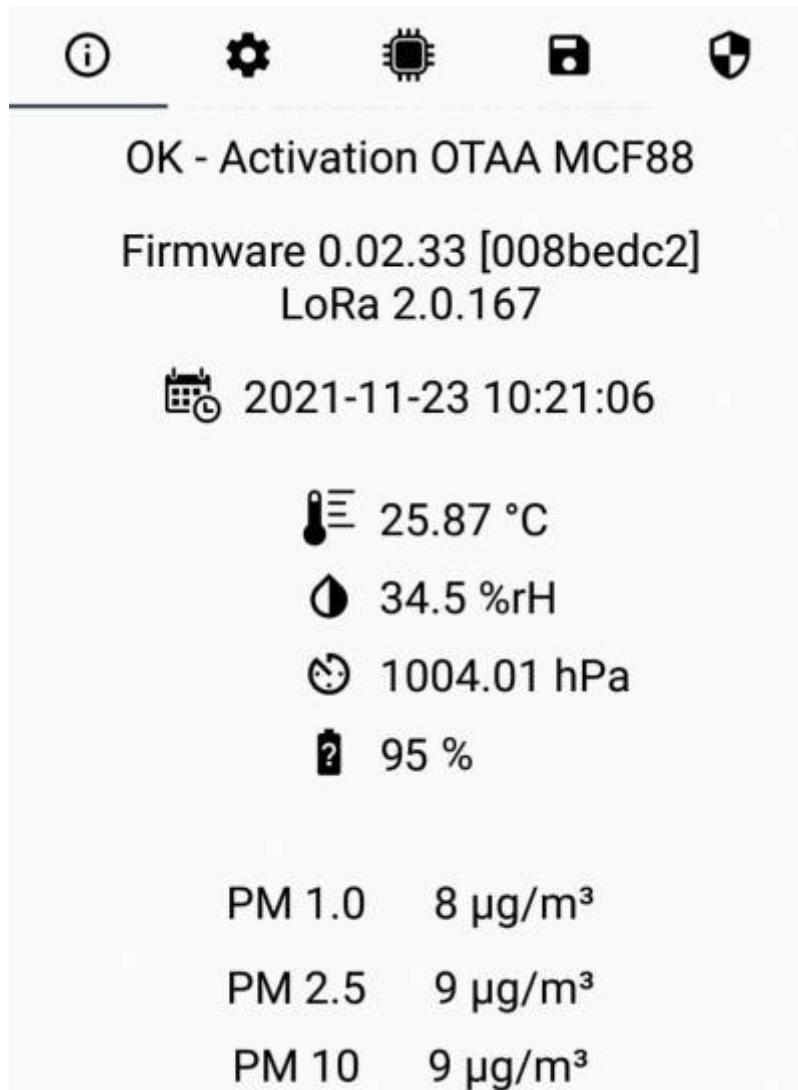 OK - Activation OTAA MCF88
Firmware 0.02.33 [008bedc2]
LoRa 2.0.167
2021-11-23 10:21:06
25.87 °C
34.5 %rH
1004.01 hPa
95 %
PM 1.0 8 µg/m³
PM 2.5 9 µg/m³
PM 10 9 µg/m³